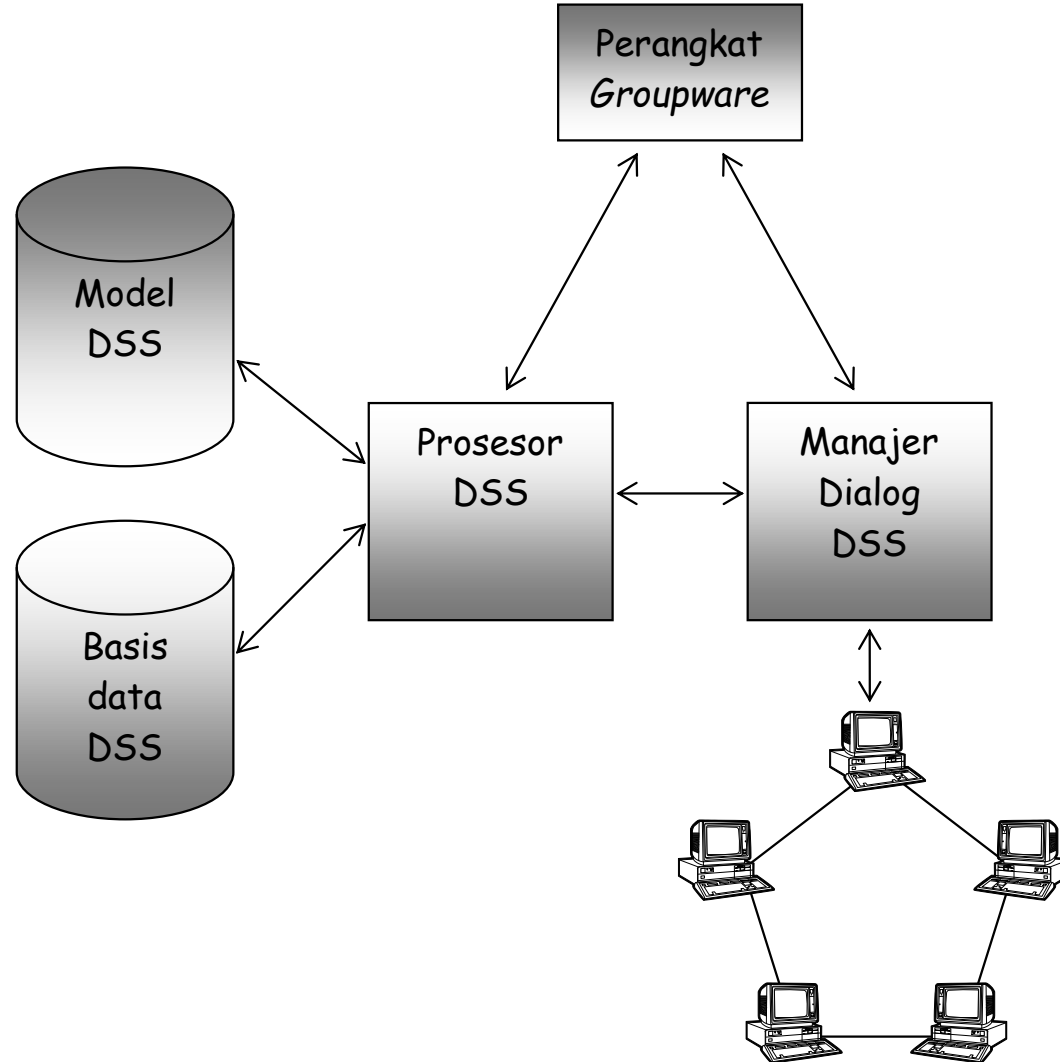 Perangkat
Groupware
Model
DSS
Prosesor
DSS
Manajer
Dialog
DSS
Basis
data
DSS